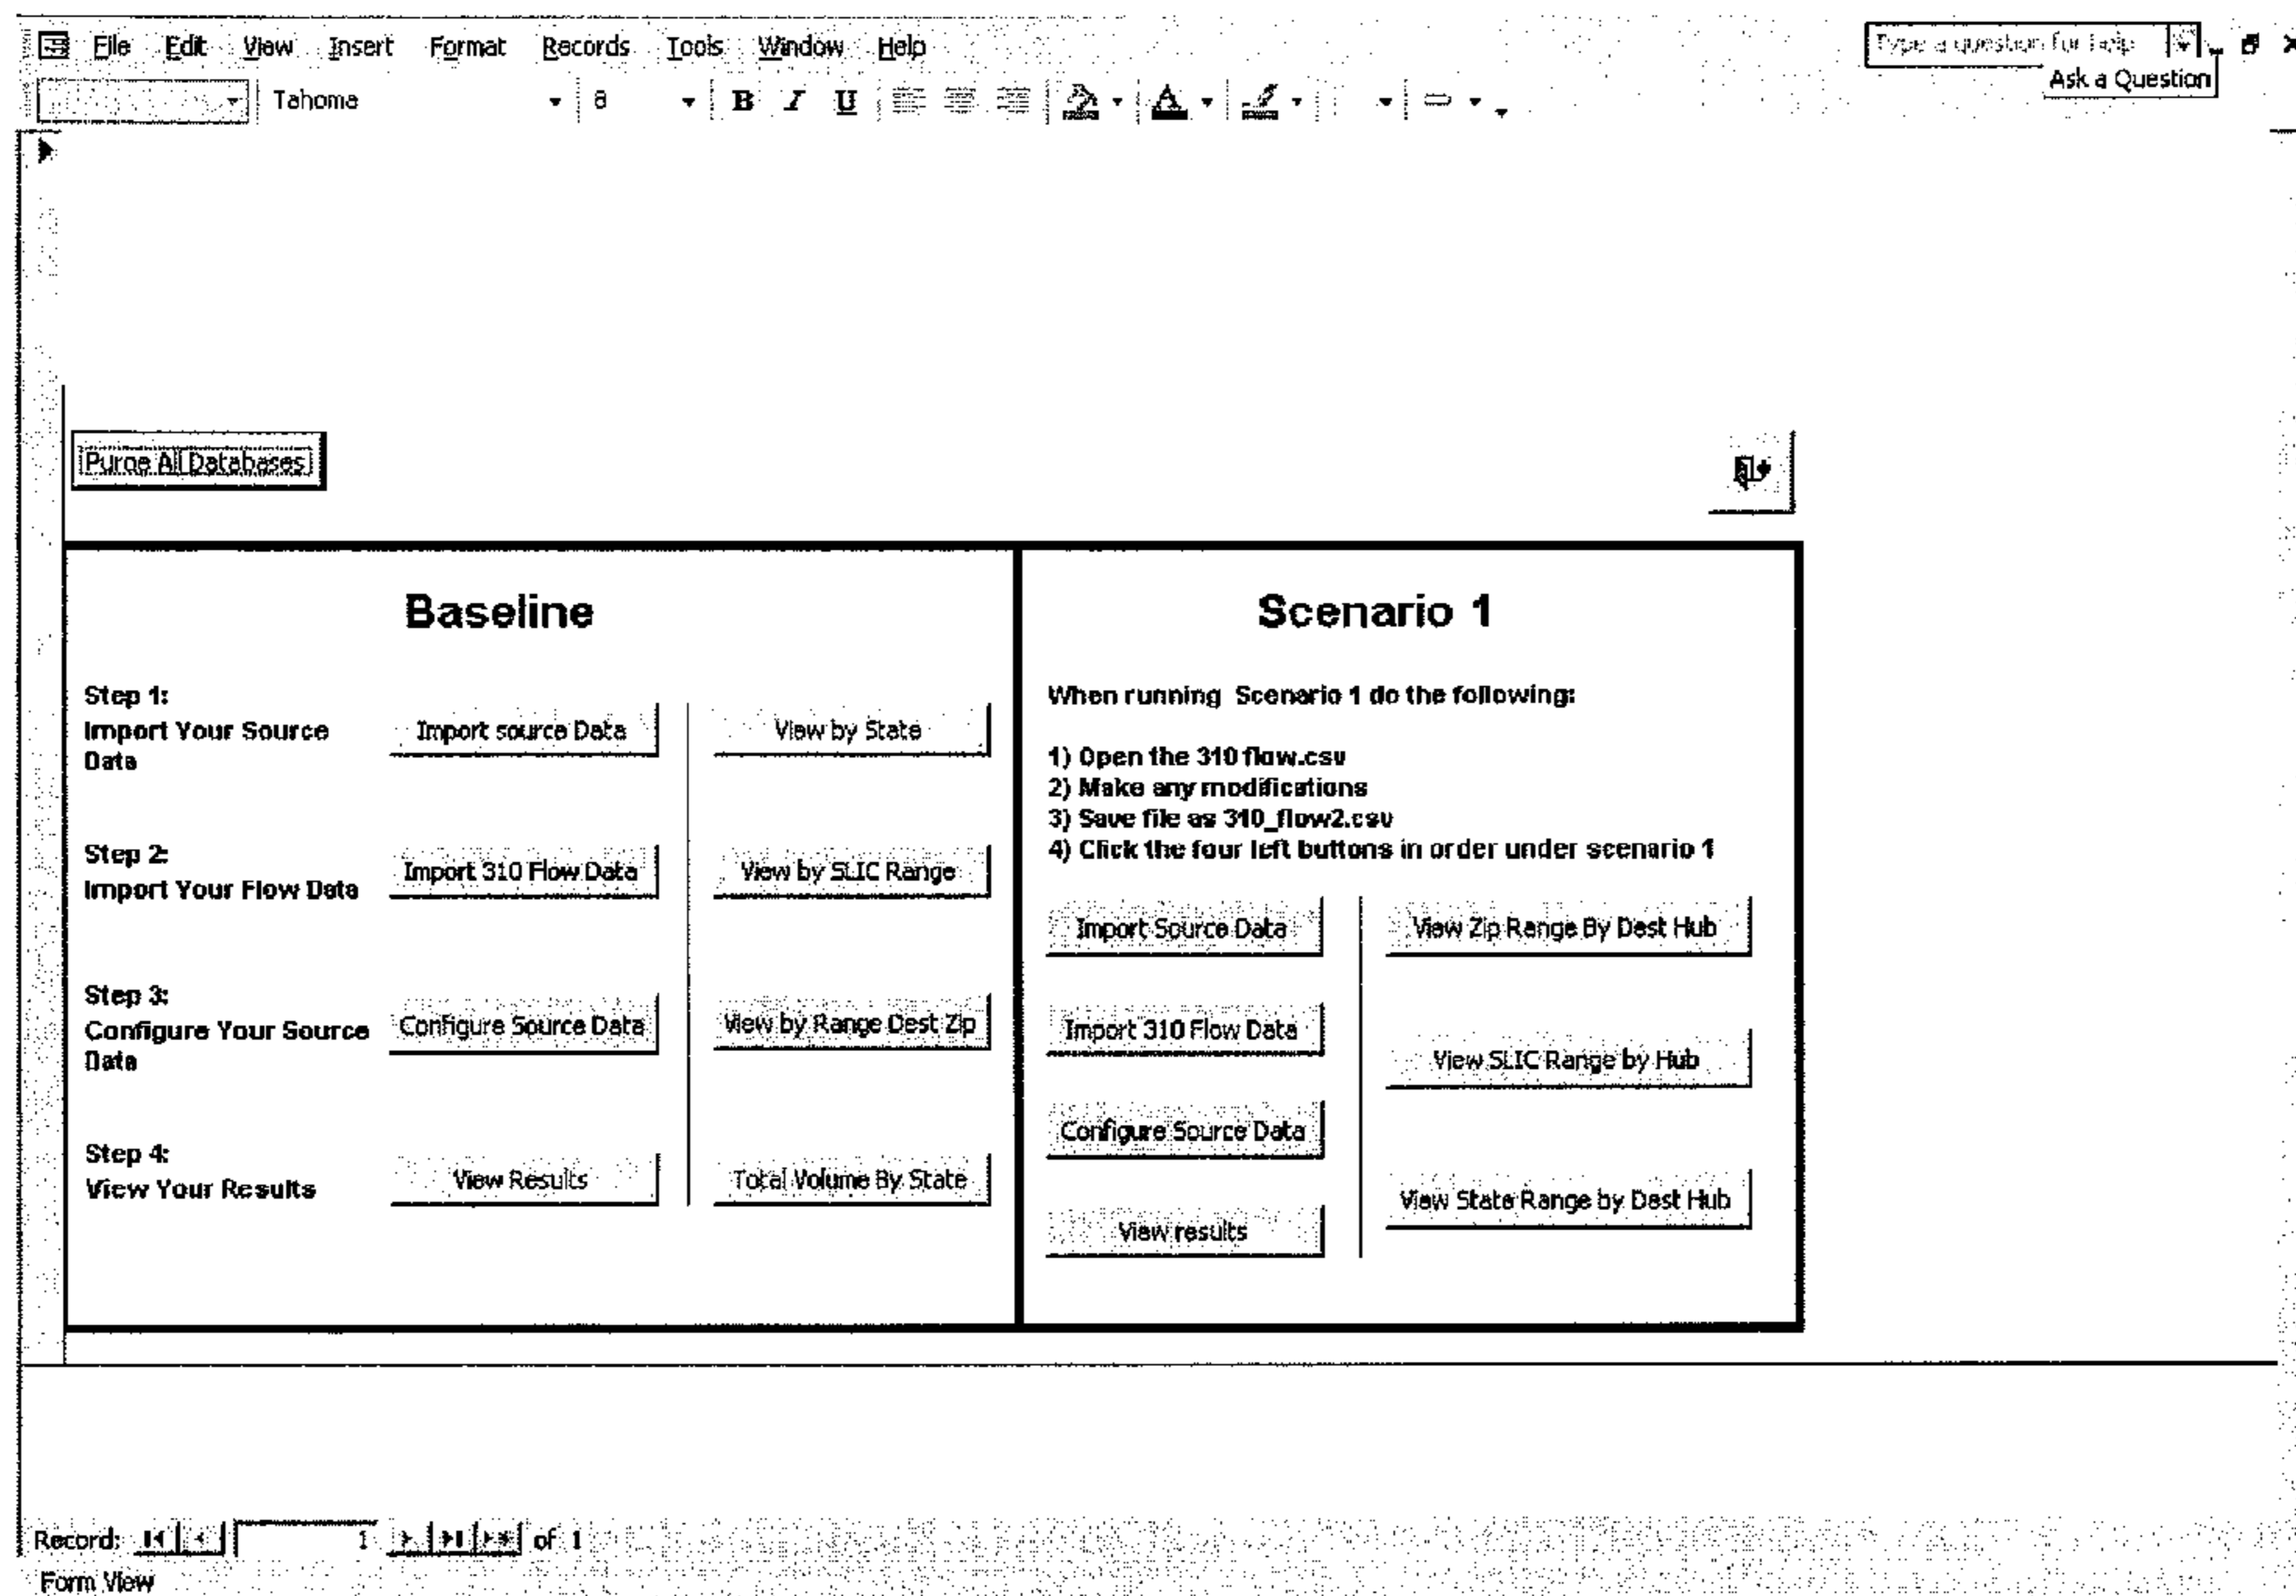 File Edit View Insert Format Records Tools Window Help
Type a question for help
Ask a Question
Tahoma 8 B I U A
Purge All Databases
Baseline
Step 1:
Import Your Source
Data
Import source Data
View by State
Step 2:
Import Your Flow Data
Import 310 Flow Data
View by SLIC Range
Step 3:
Configure Your Source
Data
Configure Source Data
View by Range Dest Zip
Step 4:
View Your Results
View Results
Total Volume By State
Scenario 1
When running Scenario 1 do the following:
1) Open the 310 flow.csv
2) Make any modifications
3) Save file as 310_flow2.csv
4) Click the four left buttons in order under scenario 1
Import Source Data
View Zip Range By Dest Hub
Import 310 Flow Data
View SLIC Range by Hub
Configure Source Data
View State Range by Dest Hub
View results
Record: 1 of 1
Form View